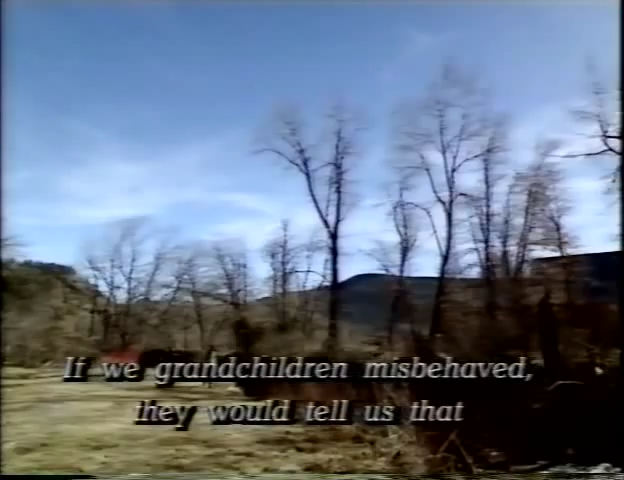 If we grandchildren misbehaved,
they would tell us that